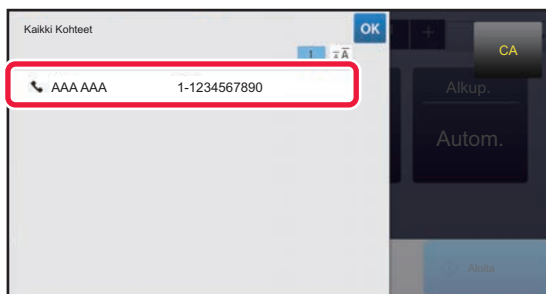 Kaikki Kohteet
OK
+
CA
1
AAA AAA 1-1234567890
Alkup.
Autom.
Aloita